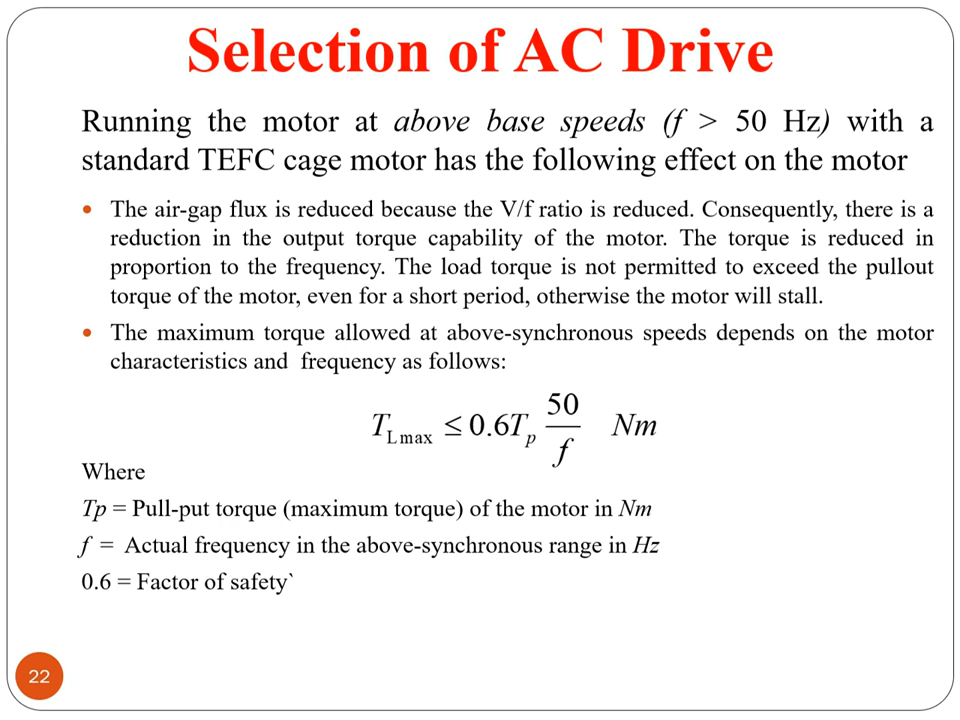 Selection of AC Drive
Running the motor at above base speeds (f > 50 Hz) with a
standard TEFC cage motor has the following effect on the motor
• The air-gap flux is reduced because the V/f ratio is reduced. Consequently, there is a
reduction in the output torque capability of the motor. The torque is reduced in
proportion to the frequency. The load torque is not permitted to exceed the pullout
torque of the motor, even for a short period, otherwise the motor will stall.
• The maximum torque allowed at above-synchronous speeds depends on the motor
characteristics and frequency as follows:
T_Lmax ≤ 0.6T_p 50/f Nm
Where
Tp = Pull-put torque (maximum torque) of the motor in Nm
f = Actual frequency in the above-synchronous range in Hz
0.6 = Factor of safety`
22